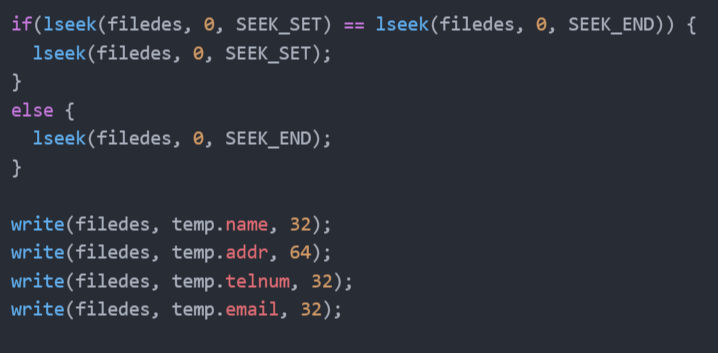 if(lseek(filedes, 0, SEEK_SET) == lseek(filedes, 0, SEEK_END)) {
  lseek(filedes, 0, SEEK_SET);
}
else {
  lseek(filedes, 0, SEEK_END);
}

write(filedes, temp.name, 32);
write(filedes, temp.addr, 64);
write(filedes, temp.telnum, 32);
write(filedes, temp.email, 32);